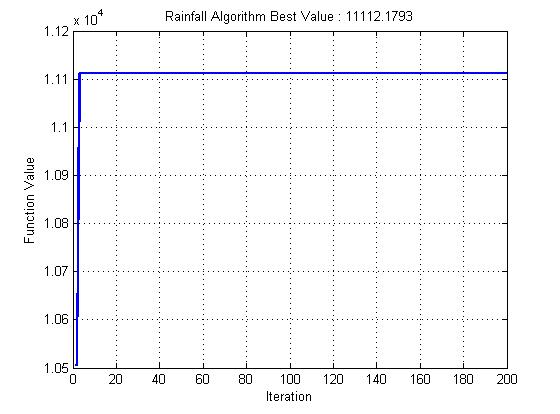 Rainfall Algorithm Best Value : 11112.1793
x 10^4
1.12
1.11
1.1
1.09
1.08
1.07
1.06
1.05
Function Value
0 20 40 60 80 100 120 140 160 180 200
Iteration